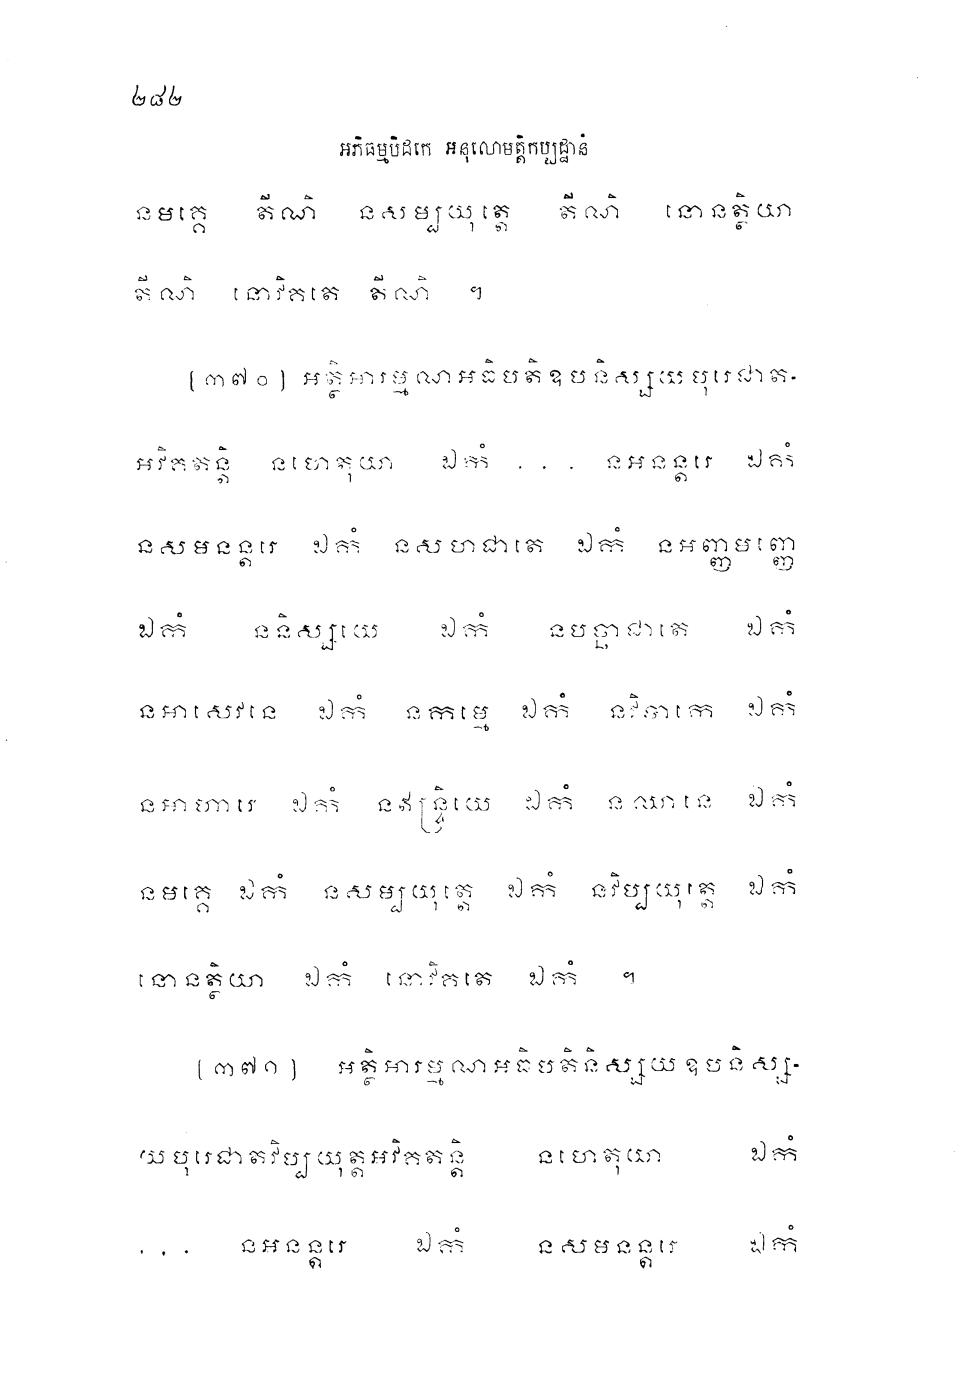 ២៨២
អភិធម្មបិដកេ អនុលោមត្តិកប្បដ្ឋានំ
នមគ្គេ តីណិ នសម្បយុត្តេ តីណិ នោនត្ថិយា
តីណិ នោវិគតេ តីណិ ។
[៣៧០] អត្ថិអារម្មណអធិបតិឧបនិស្សយបុរេជាត-
អវិគតន្តិ នហេតុយា ឯកំ ... នអនន្តរេ ឯកំ
នសមនន្តរេ ឯកំ នសហជាតេ ឯកំ នអញ្ញមញ្ញេ
ឯកំ ននិស្សយេ ឯកំ នបច្ឆាជាតេ ឯកំ
នអាសេវនេ ឯកំ នកម្មេ ឯកំ នវិបាកេ ឯកំ
នអាហារេ ឯកំ នឥន្ទ្រិយេ ឯកំ នឈានេ ឯកំ
នមគ្គេ ឯកំ នសម្បយុត្តេ ឯកំ នវិប្បយុត្តេ ឯកំ
នោនត្ថិយា ឯកំ នោវិគតេ ឯកំ ។
[៣៧១] អត្ថិអារម្មណអធិបតិនិស្សយឧបនិស្ស-
យបុរេជាតវិប្បយុត្តអវិគតន្តិ នហេតុយា ឯកំ
... នអនន្តរេ ឯកំ នសមនន្តរេ ឯកំ